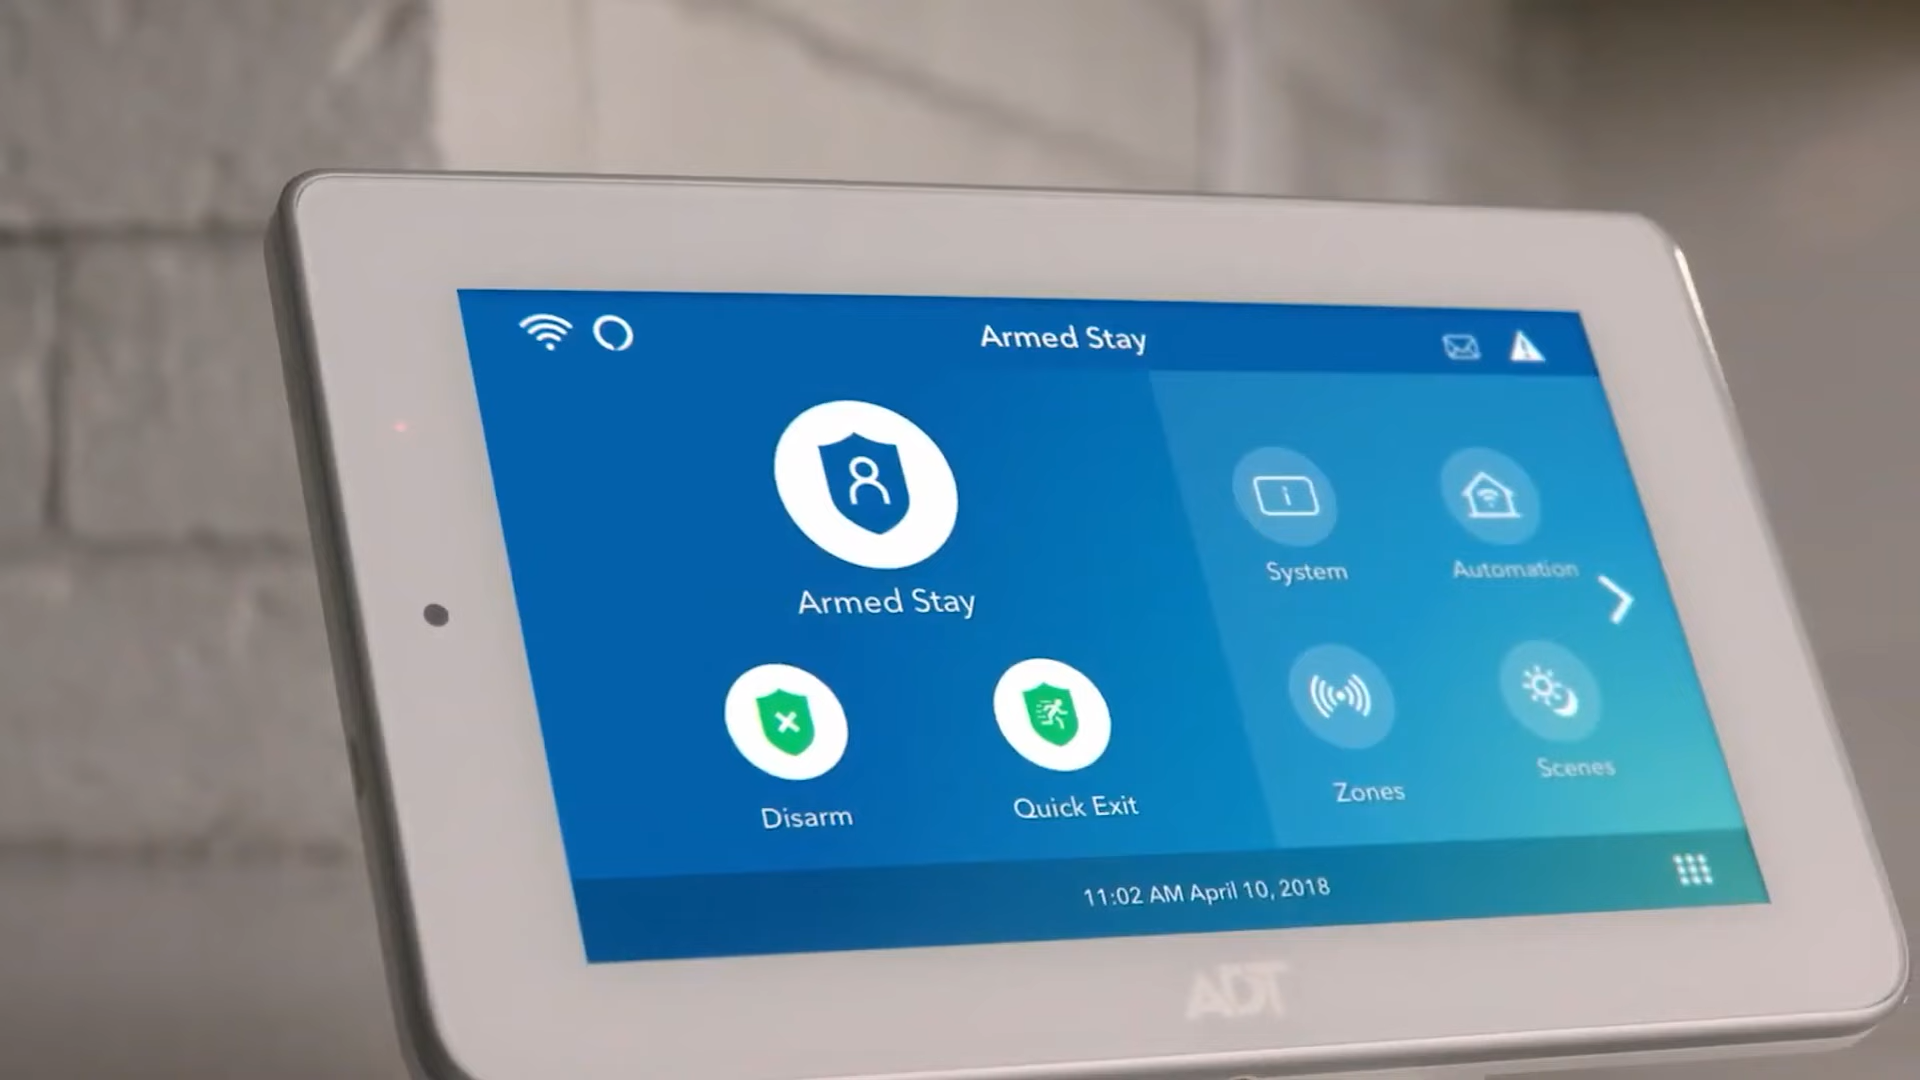 Armed Stay
Armed Stay
System
Automation
Disarm
Quick Exit
Zones
Scenes
11:02 AM April 10, 2018
ADT